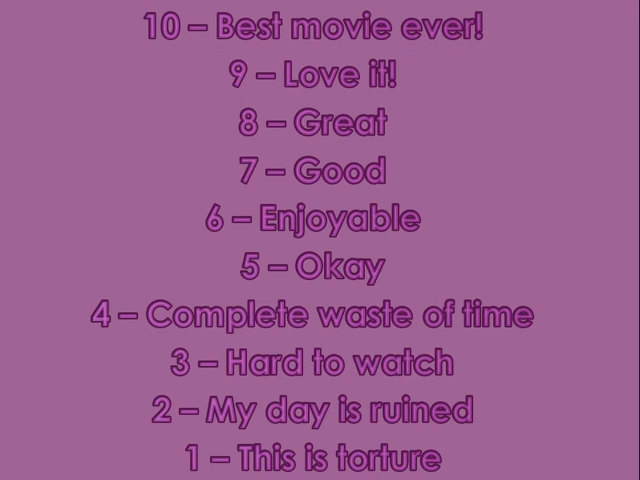 10 – Best movie ever!
9 – Love it!
8 – Great
7 – Good
6 – Enjoyable
5 – Okay
4 – Complete waste of time
3 – Hard to watch
2 – My day is ruined
1 – This is torture